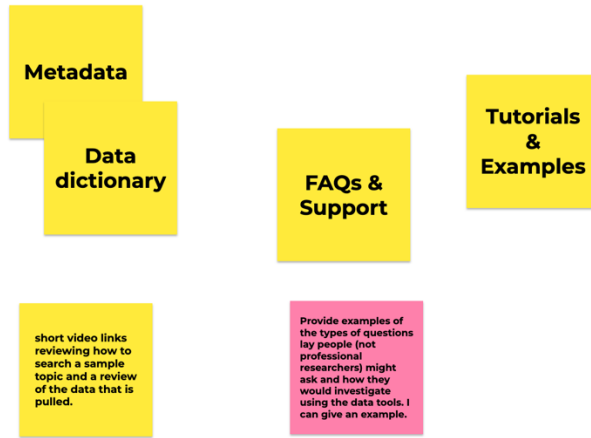 Metadata
Data
dictionary
FAQs &
Support
Tutorials
&
Examples
short video links
reviewing how to
search a sample
topic and a review
of the data that is
pulled.
Provide examples of
the types of questions
lay people (not
professional
researchers) might
ask and how they
would investigate
using the data tools. I
can give an example.